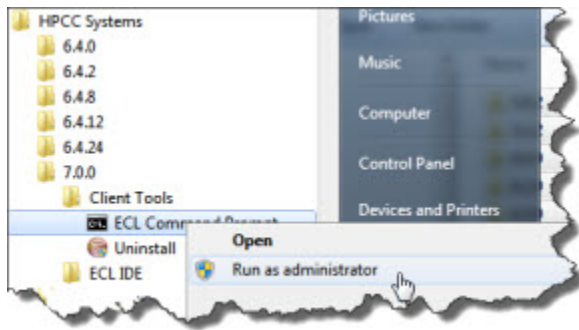 HPCC Systems
6.4.0
6.4.2
6.4.8
6.4.12
6.4.24
7.0.0
Client Tools
ECL Command Prompt
Uninstall
ECL IDE
Pictures
Music
Computer
Control Panel
Devices and Printers
Open
Run as administrator